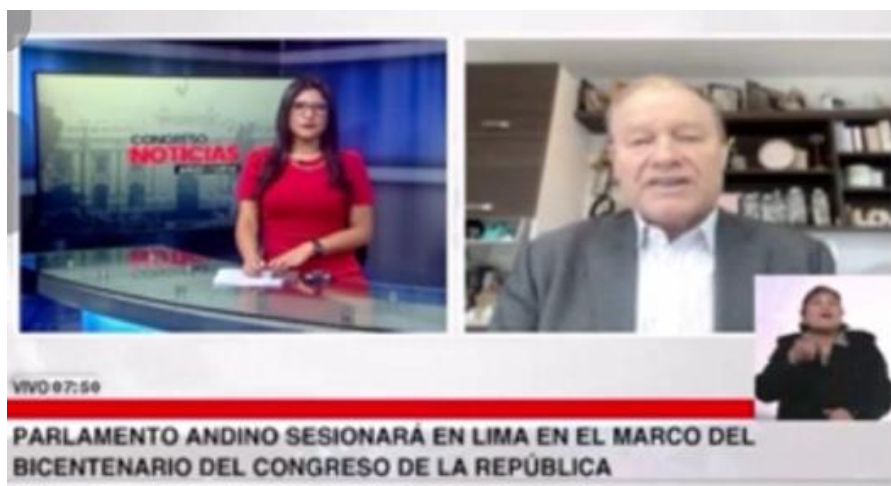 CONGRESO
NOTICIAS
VIVO 07:50
PARLAMENTO ANDINO SESIONARÁ EN LIMA EN EL MARCO DEL
BICENTENARIO DEL CONGRESO DE LA REPÚBLICA